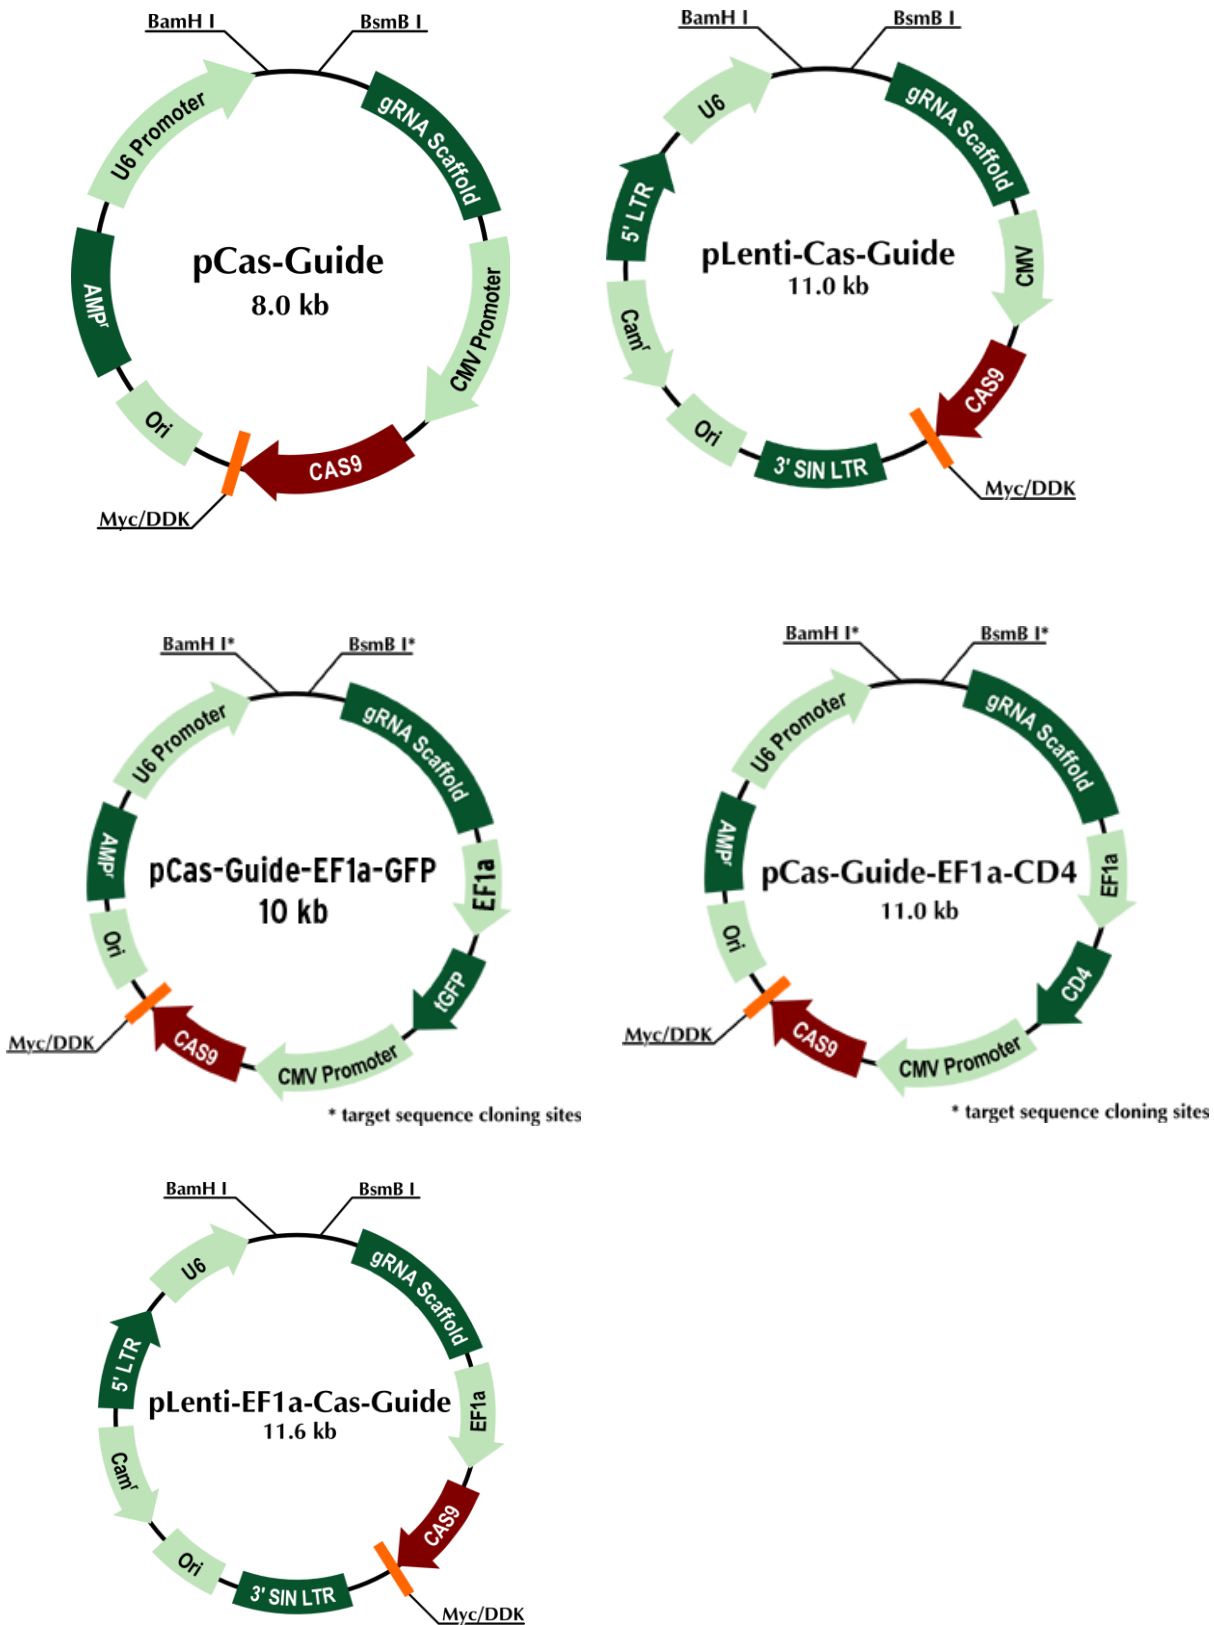 BamH I
BsmB I
U6 Promoter
gRNA Scaffold
pCas-Guide
8.0 kb
AMPr
CMV Promoter
Ori
CAS9
Myc/DDK
BamH I
BsmB I
U6
gRNA Scaffold
5' LTR
pLenti-Cas-Guide
11.0 kb
CMV
Camr
CAS9
Ori
3' SIN LTR
Myc/DDK
BamH I*
BsmB I*
U6 Promoter
gRNA Scaffold
AMPr
pCas-Guide-EF1a-GFP
10 kb
EF1a
Ori
tGFP
CAS9
CMV Promoter
Myc/DDK
* target sequence cloning sites
BamH I*
BsmB I*
U6 Promoter
gRNA Scaffold
AMPr
pCas-Guide-EF1a-CD4
11.0 kb
EF1a
Ori
CD4
CAS9
CMV Promoter
Myc/DDK
* target sequence cloning sites
BamH I
BsmB I
U6
gRNA Scaffold
5' LTR
pLenti-EF1a-Cas-Guide
11.6 kb
EF1a
Camr
CAS9
Ori
3' SIN LTR
Myc/DDK